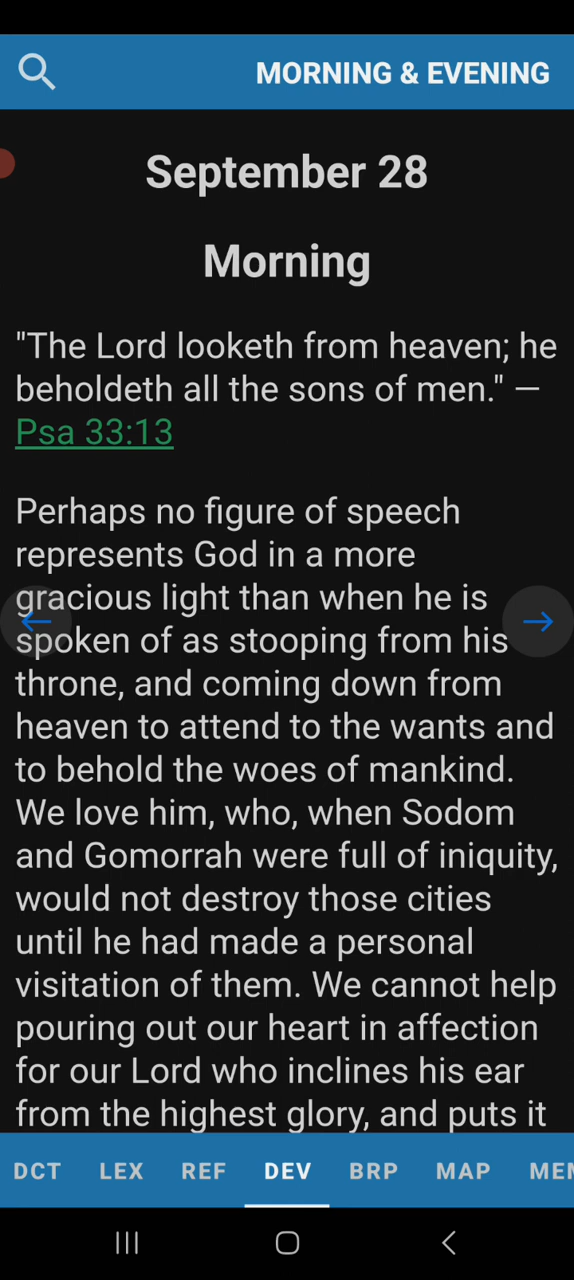 MORNING & EVENING
September 28
Morning
"The Lord looketh from heaven; he
beholdeth all the sons of men." —
Psa 33:13
Perhaps no figure of speech
represents God in a more
gracious light than when he is
spoken of as stooping from his
throne, and coming down from
heaven to attend to the wants and
to behold the woes of mankind.
We love him, who, when Sodom
and Gomorrah were full of iniquity,
would not destroy those cities
until he had made a personal
visitation of them. We cannot help
pouring out our heart in affection
for our Lord who inclines his ear
from the highest glory, and puts it
DCT LEX REF DEV BRP MAP MEM